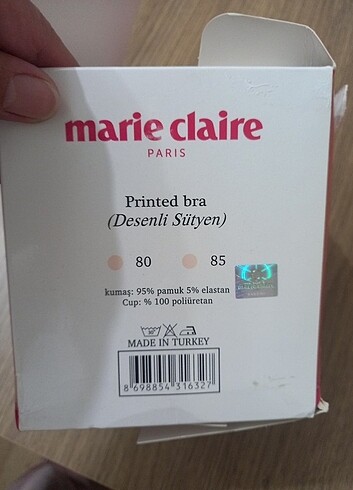 marie claire
PARIS
Printed bra
(Desenli Sütyen)
80 85
kumaş: 95% pamuk 5% elastan
Cup: % 100 poliüretan
MADE IN TURKEY
8 698854 316327